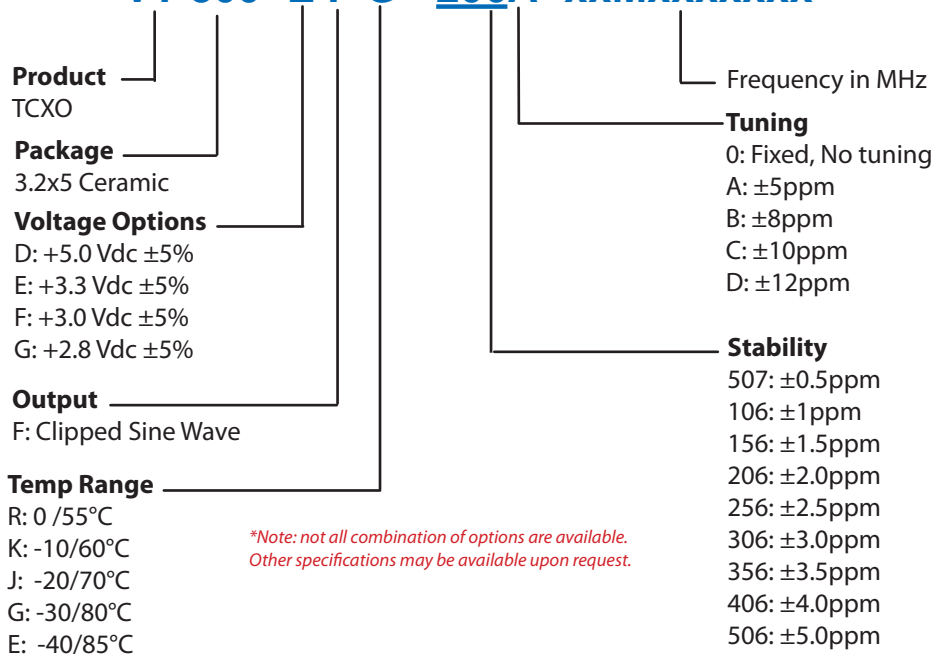 Product
TCXO
Package
3.2x5 Ceramic
Voltage Options
D: +5.0 Vdc ±5%
E: +3.3 Vdc ±5%
F: +3.0 Vdc ±5%
G: +2.8 Vdc ±5%
Output
F: Clipped Sine Wave
Temp Range
R: 0 /55°C
K: -10/60°C
J: -20/70°C
G: -30/80°C
E: -40/85°C
*Note: not all combination of options are available.
Other specifications may be available upon request.
Frequency in MHz
Tuning
0: Fixed, No tuning
A: ±5ppm
B: ±8ppm
C: ±10ppm
D: ±12ppm
Stability
507: ±0.5ppm
106: ±1ppm
156: ±1.5ppm
206: ±2.0ppm
256: ±2.5ppm
306: ±3.0ppm
356: ±3.5ppm
406: ±4.0ppm
506: ±5.0ppm